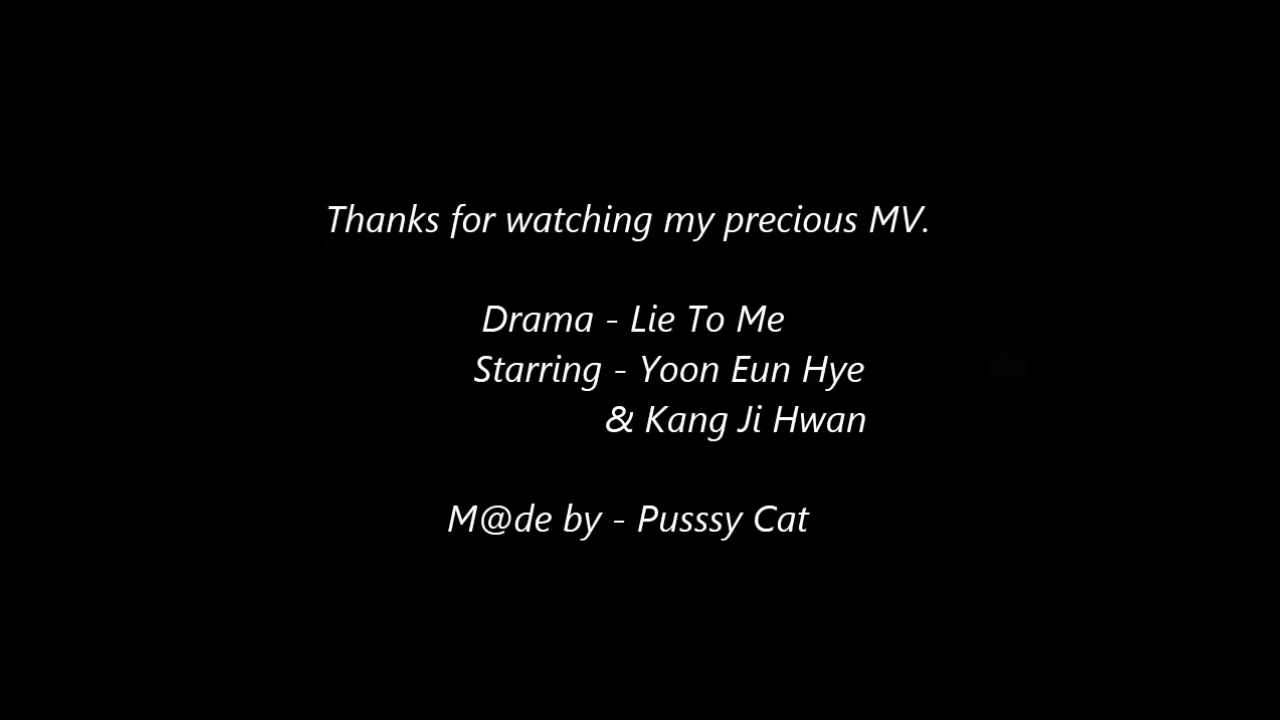 Thanks for watching my precious MV.
Drama - Lie To Me
Starring - Yoon Eun Hye
& Kang Ji Hwan
M@de by - Pusssy Cat